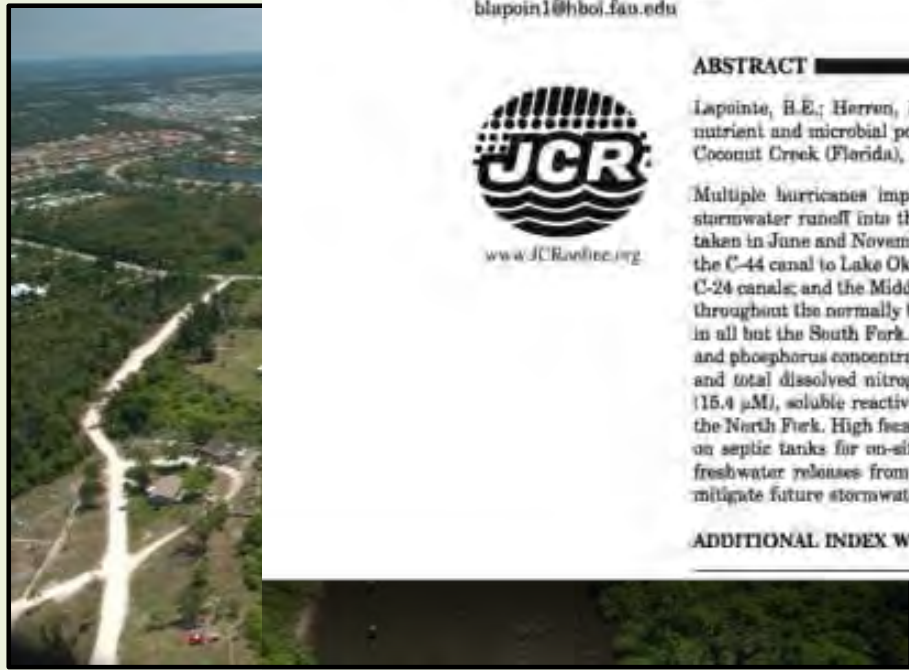 blapoin1@hboi.fau.edu
JCR
www.JCRonline.org
ABSTRACT
Lapointe, B.E.; Herren,
nutrient and microbial po
Coconut Creek (Florida),
Multiple hurricanes imp
stormwater runoff into th
taken in June and Novem
the C-44 canal to Lake Ok
C-24 canals; and the Midd
throughout the normally
in all but the South Fork.
and phosphorus concentra
and total dissolved nitrog
(15.4 µM), soluble reactiv
the North Fork. High feca
on septic tanks for on-si
freshwater releases from
mitigate future stormwat
ADDITIONAL INDEX W